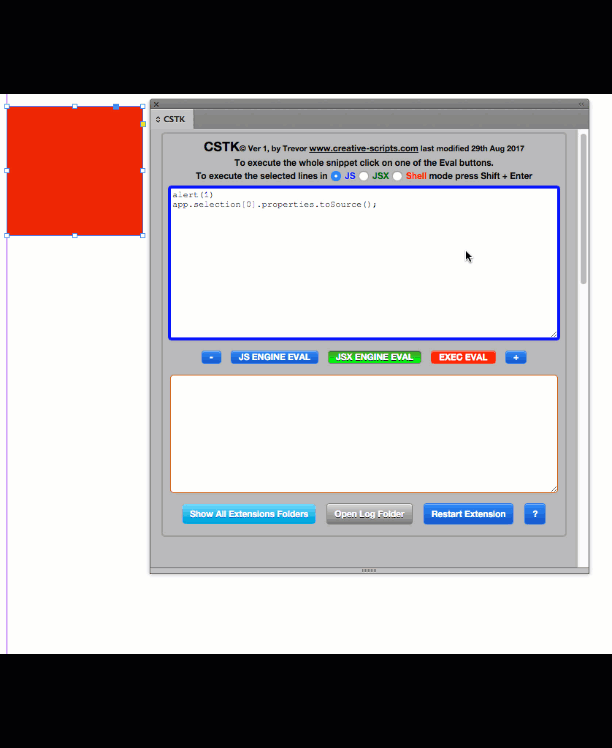 CSTK
CSTK© Ver 1, by Trevor www.creative-scripts.com last modified 29th Aug 2017
To execute the whole snippet click on one of the Eval buttons.
To execute the selected lines in JS JSX Shell mode press Shift + Enter
alert(1)
app.selection[0].properties.toSource();
- JS ENGINE EVAL JSX ENGINE EVAL EXEC EVAL +
Show All Extensions Folders Open Log Folder Restart Extension ?